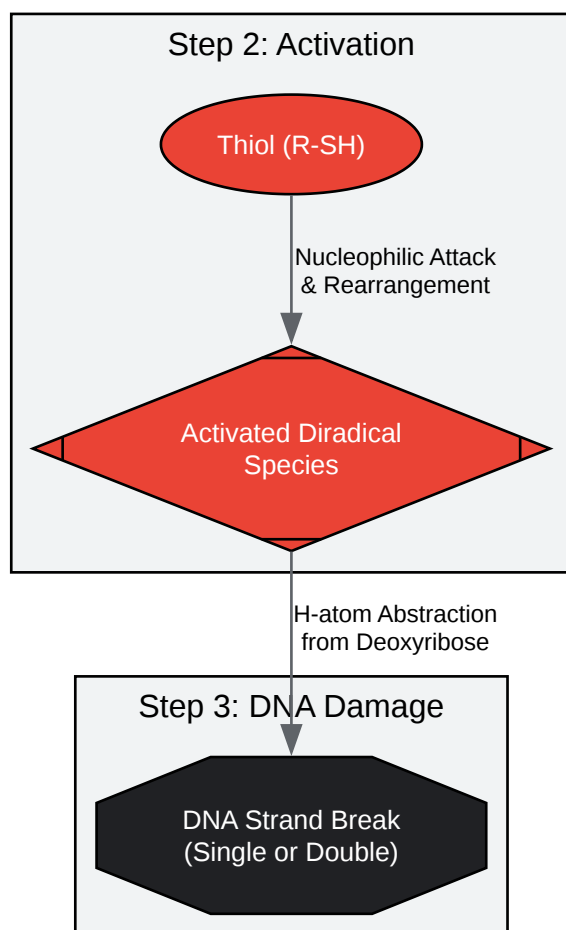 Step 2: Activation
Thiol (R-SH)
Nucleophilic Attack
& Rearrangement
Activated Diradical
Species
H-atom Abstraction
from Deoxyribose
Step 3: DNA Damage
DNA Strand Break
(Single or Double)